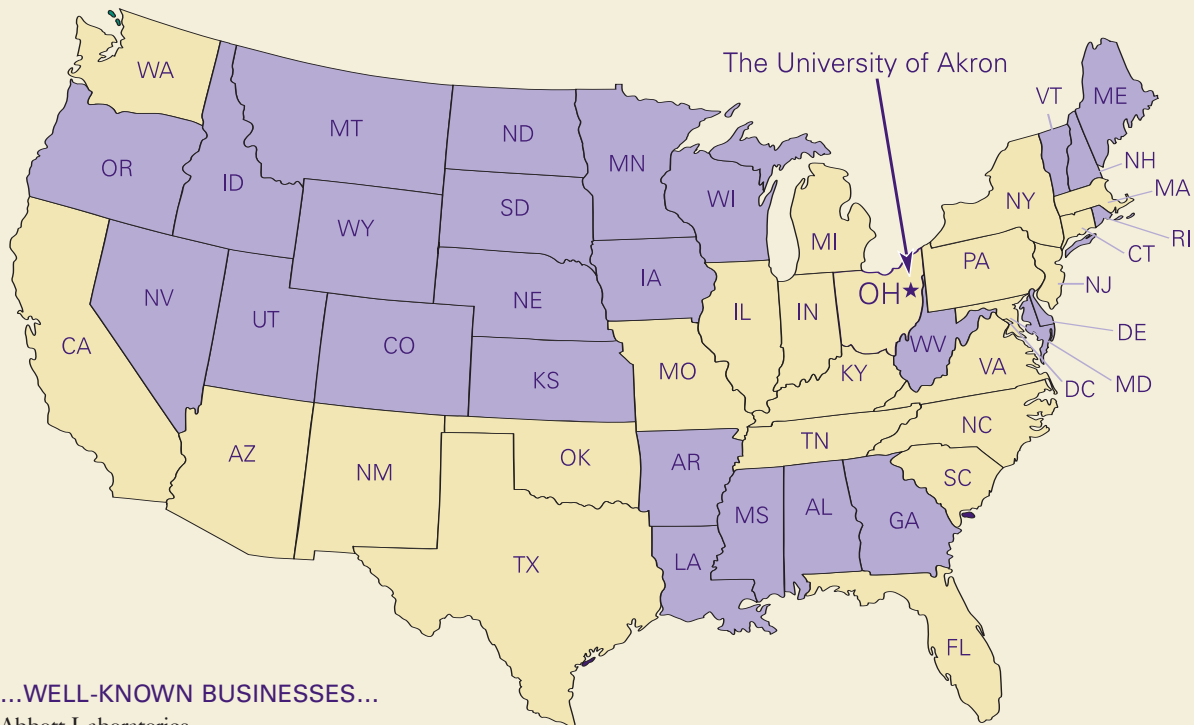 The University of Akron
WA
MT
ND
MN
VT
ME
OR
ID
SD
WI
NH
MA
WY
MI
NY
RI
CT
NV
UT
NE
IA
PA
NJ
CA
CO
IL
IN
OH
DE
KS
MO
KY
WV
VA
DC
MD
AZ
NM
OK
AR
TN
NC
SC
TX
LA
MS
AL
GA
FL
...WELL-KNOWN BUSINESSES...
Abbott Laboratories